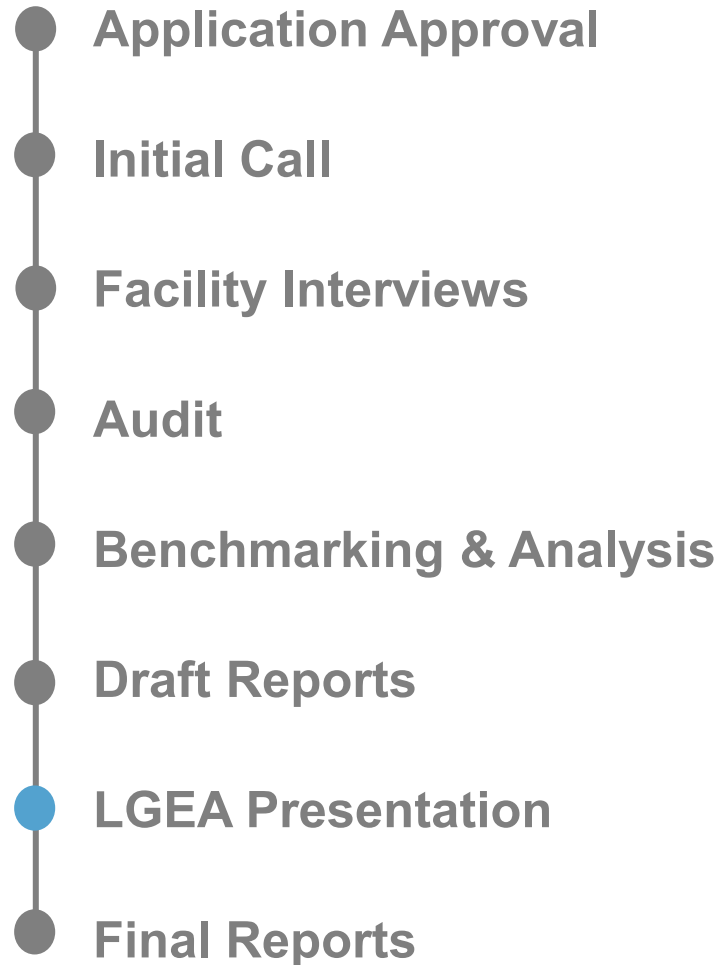 Application Approval
Initial Call
Facility Interviews
Audit
Benchmarking & Analysis
Draft Reports
LGEA Presentation
Final Reports